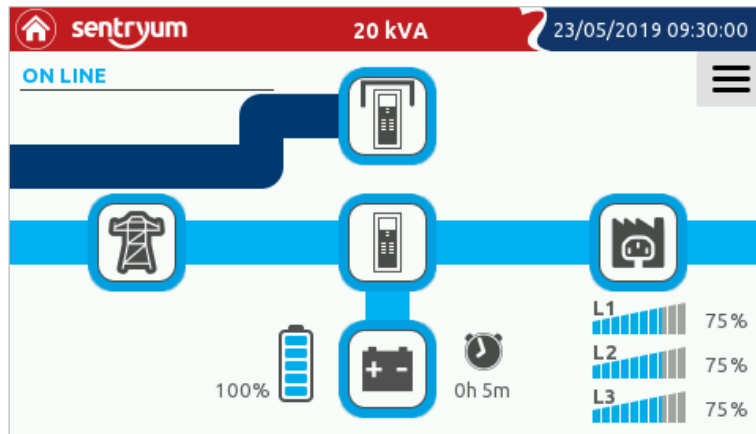 sentryum 20 kVA 23/05/2019 09:30:00
ON LINE
L1 75%
L2 75%
100% 0h 5m
L3 75%